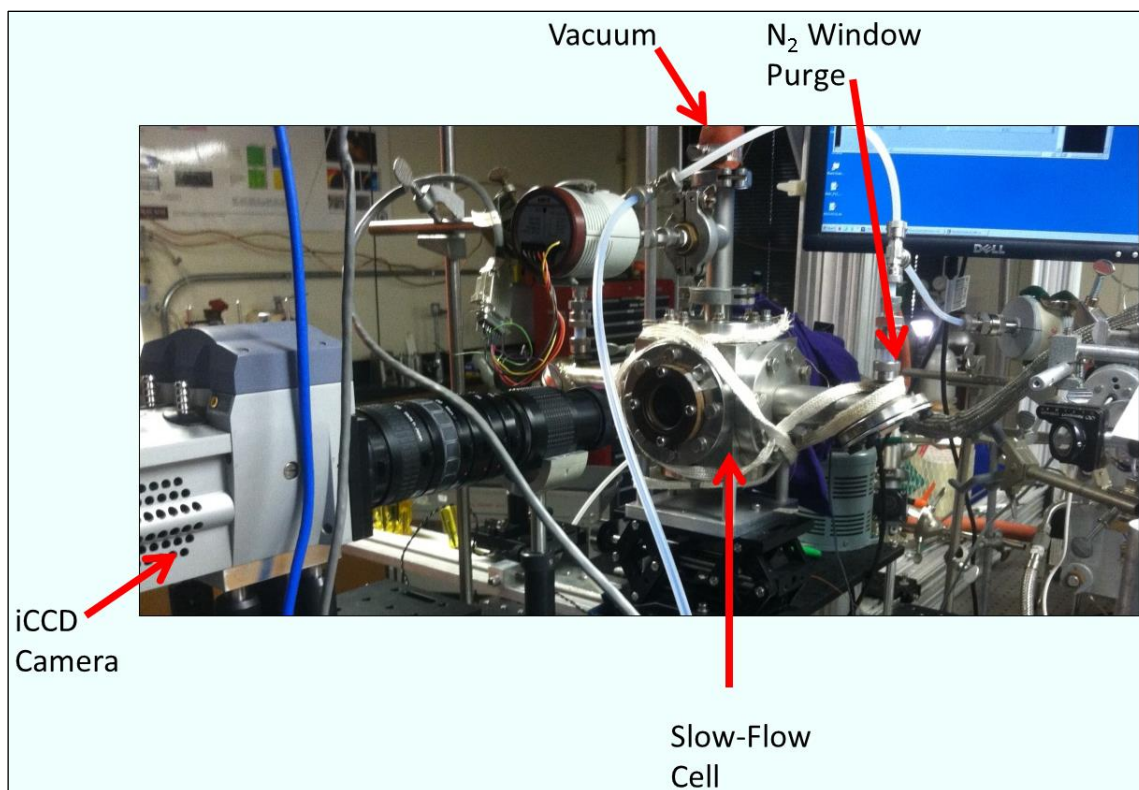 Vacuum
N₂ Window
Purge
DELL
iCCD
Camera
Slow-Flow
Cell